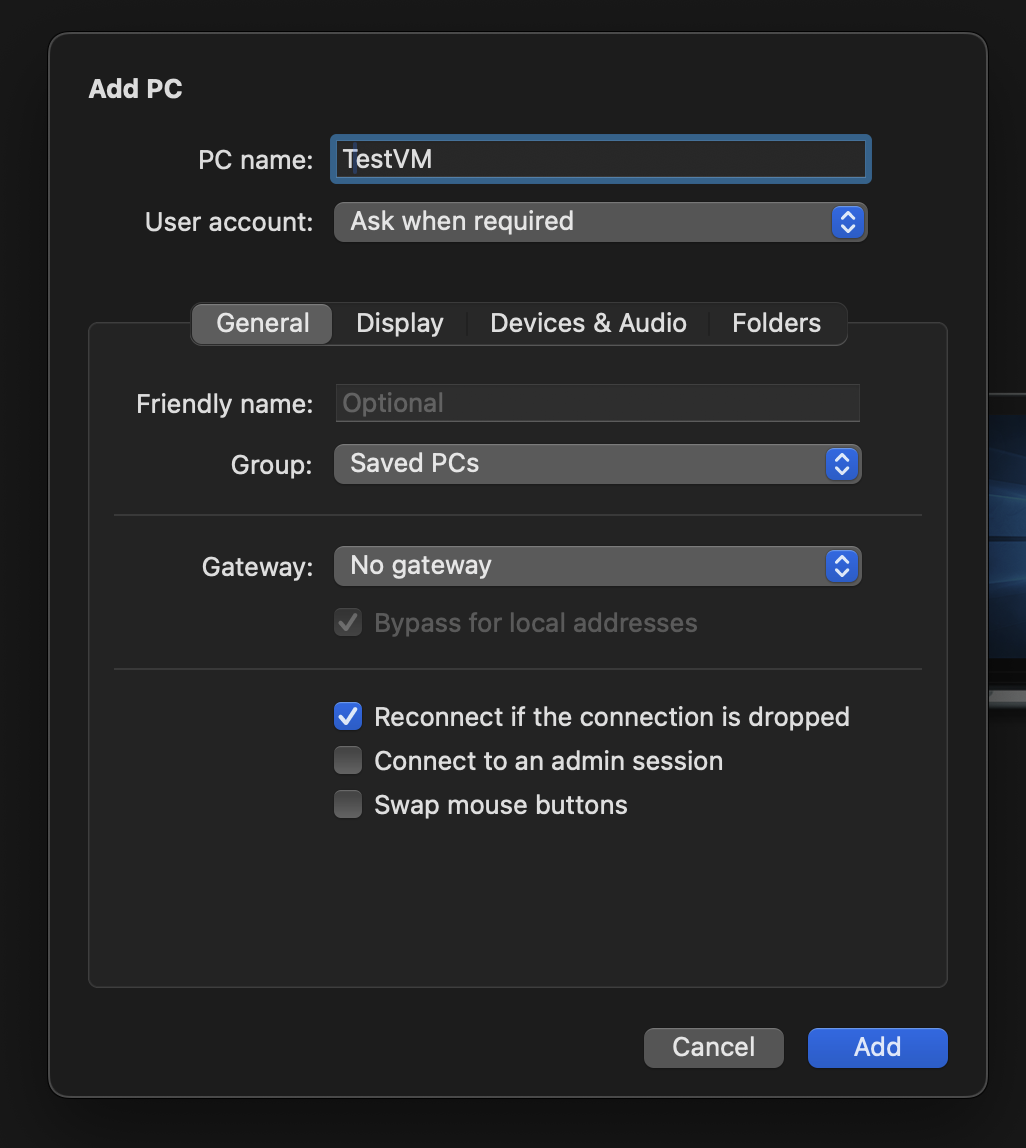 Add PC
PC name: TestVM
User account: Ask when required
General Display Devices & Audio Folders
Friendly name: Optional
Group: Saved PCs
Gateway: No gateway
Bypass for local addresses
Reconnect if the connection is dropped
Connect to an admin session
Swap mouse buttons
Cancel Add